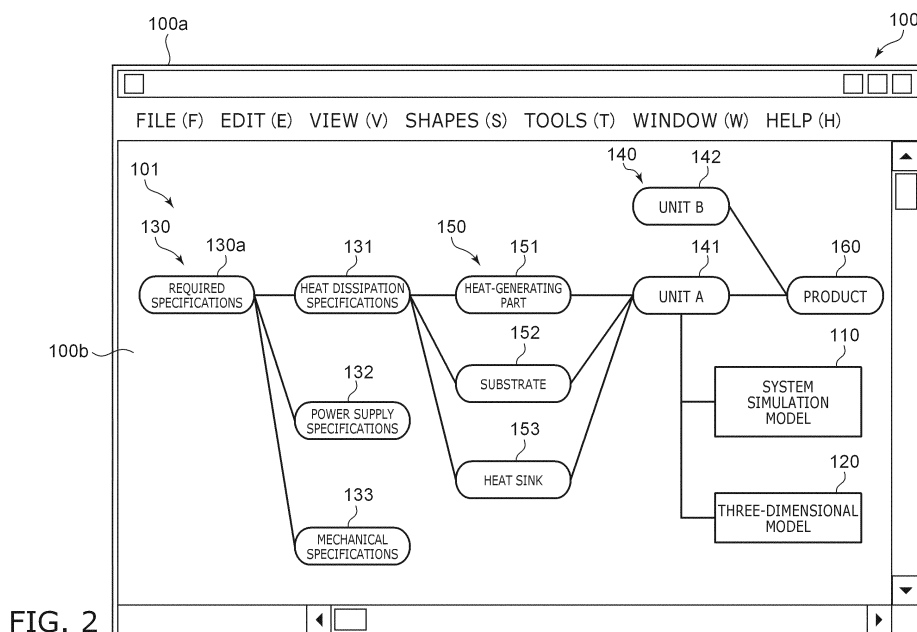 100a
100
FILE (F) EDIT (E) VIEW (V) SHAPES (S) TOOLS (T) WINDOW (W) HELP (H)
101
140
142
UNIT B
130
130a
131
150
151
141
160
REQUIRED
SPECIFICATIONS
HEAT DISSIPATION
SPECIFICATIONS
HEAT-GENERATING
PART
UNIT A
PRODUCT
100b
152
110
SUBSTRATE
SYSTEM
SIMULATION
MODEL
132
POWER SUPPLY
SPECIFICATIONS
153
HEAT SINK
120
THREE-DIMENSIONAL
MODEL
133
MECHANICAL
SPECIFICATIONS
FIG. 2